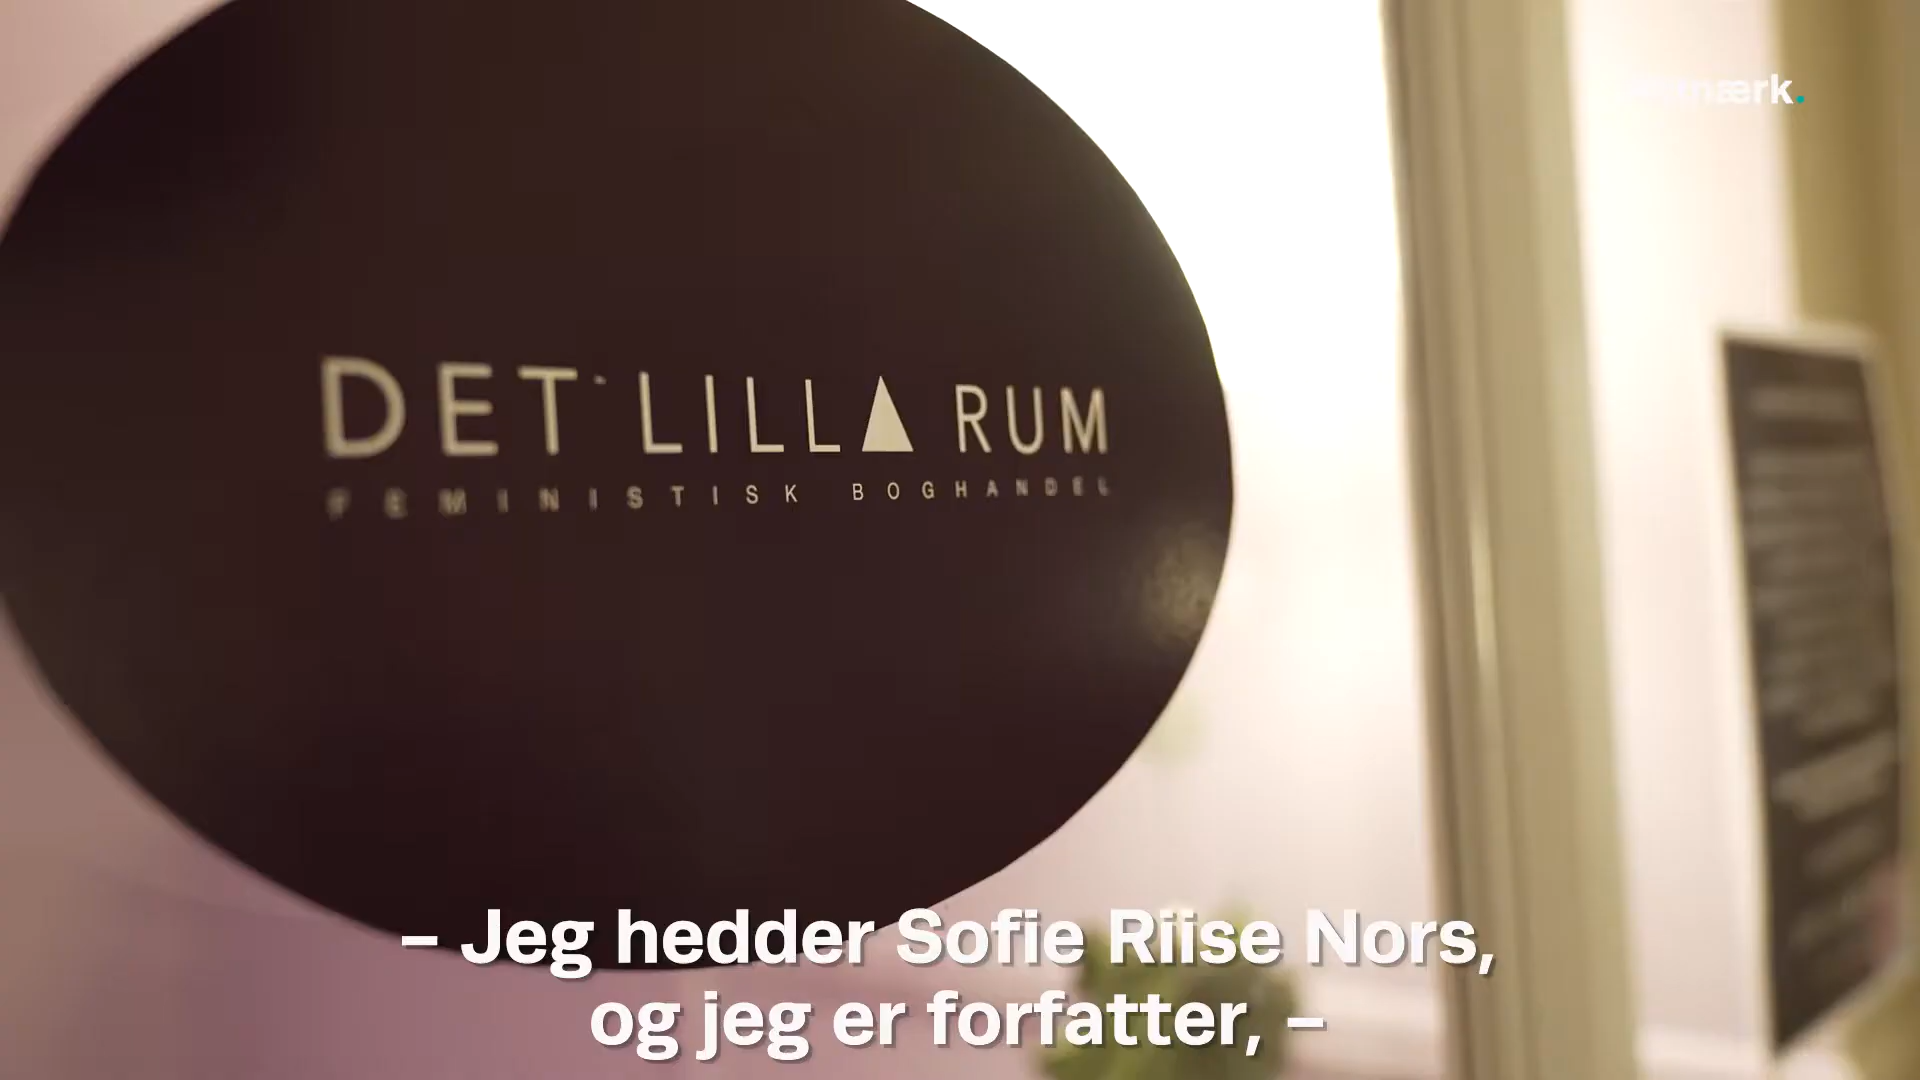 DET LILLA RUM
FEMINISTISK BOGHANDEL
– Jeg hedder Sofie Riise Nors,
og jeg er forfatter, –